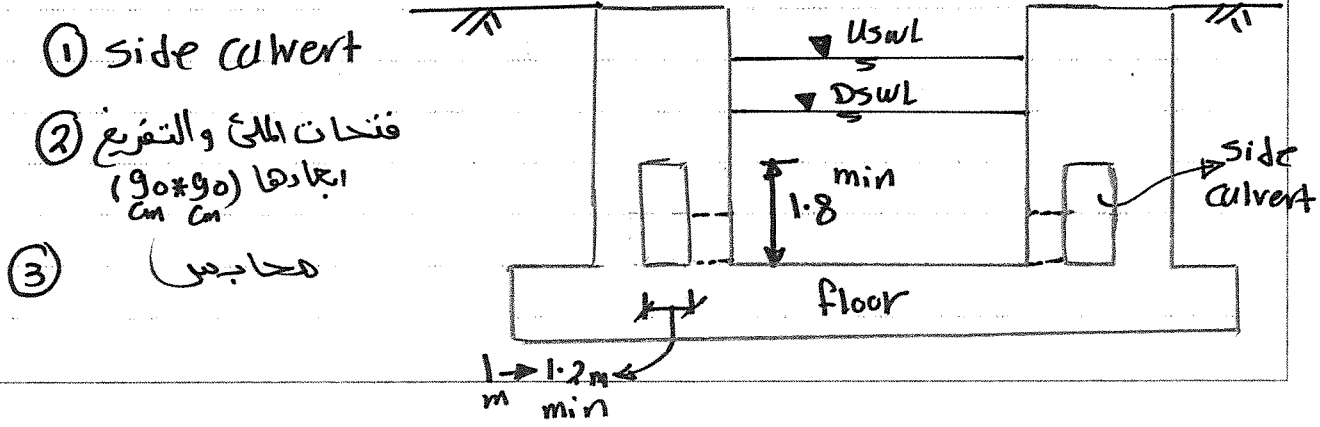 ① side culvert
② فتحات الملئ والتفريغ
ابعادها (90*90)
cm cm
③ محابس
USWL
DSWL
min
1.8
side
culvert
floor
1 → 1.2m
m min